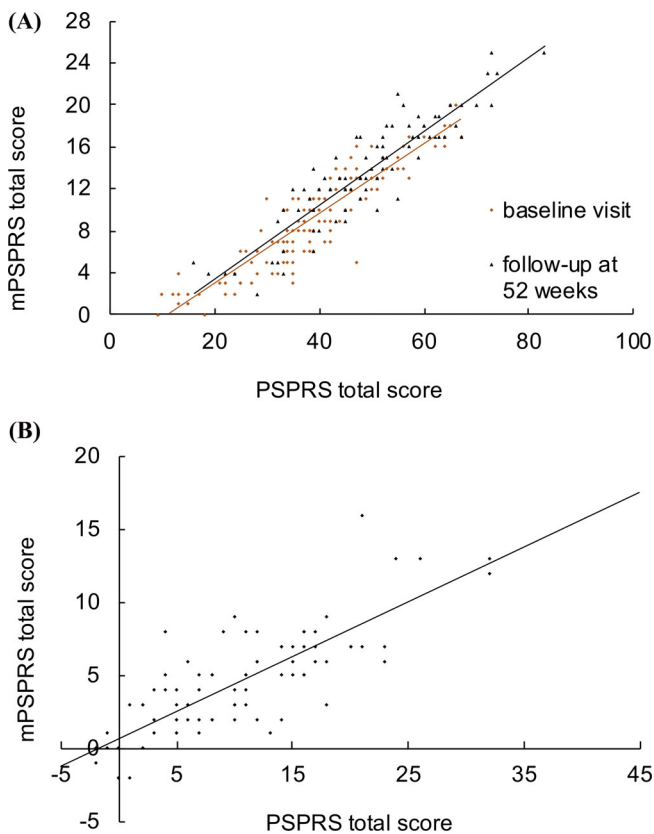 (A)
28
24
20
16
12
8
4
0
mPSPRS total score
baseline visit
follow-up at
52 weeks
0 20 40 60 80 100
PSPRS total score
(B)
20
15
10
5
0
-5
mPSPRS total score
-5 5 15 25 35 45
PSPRS total score